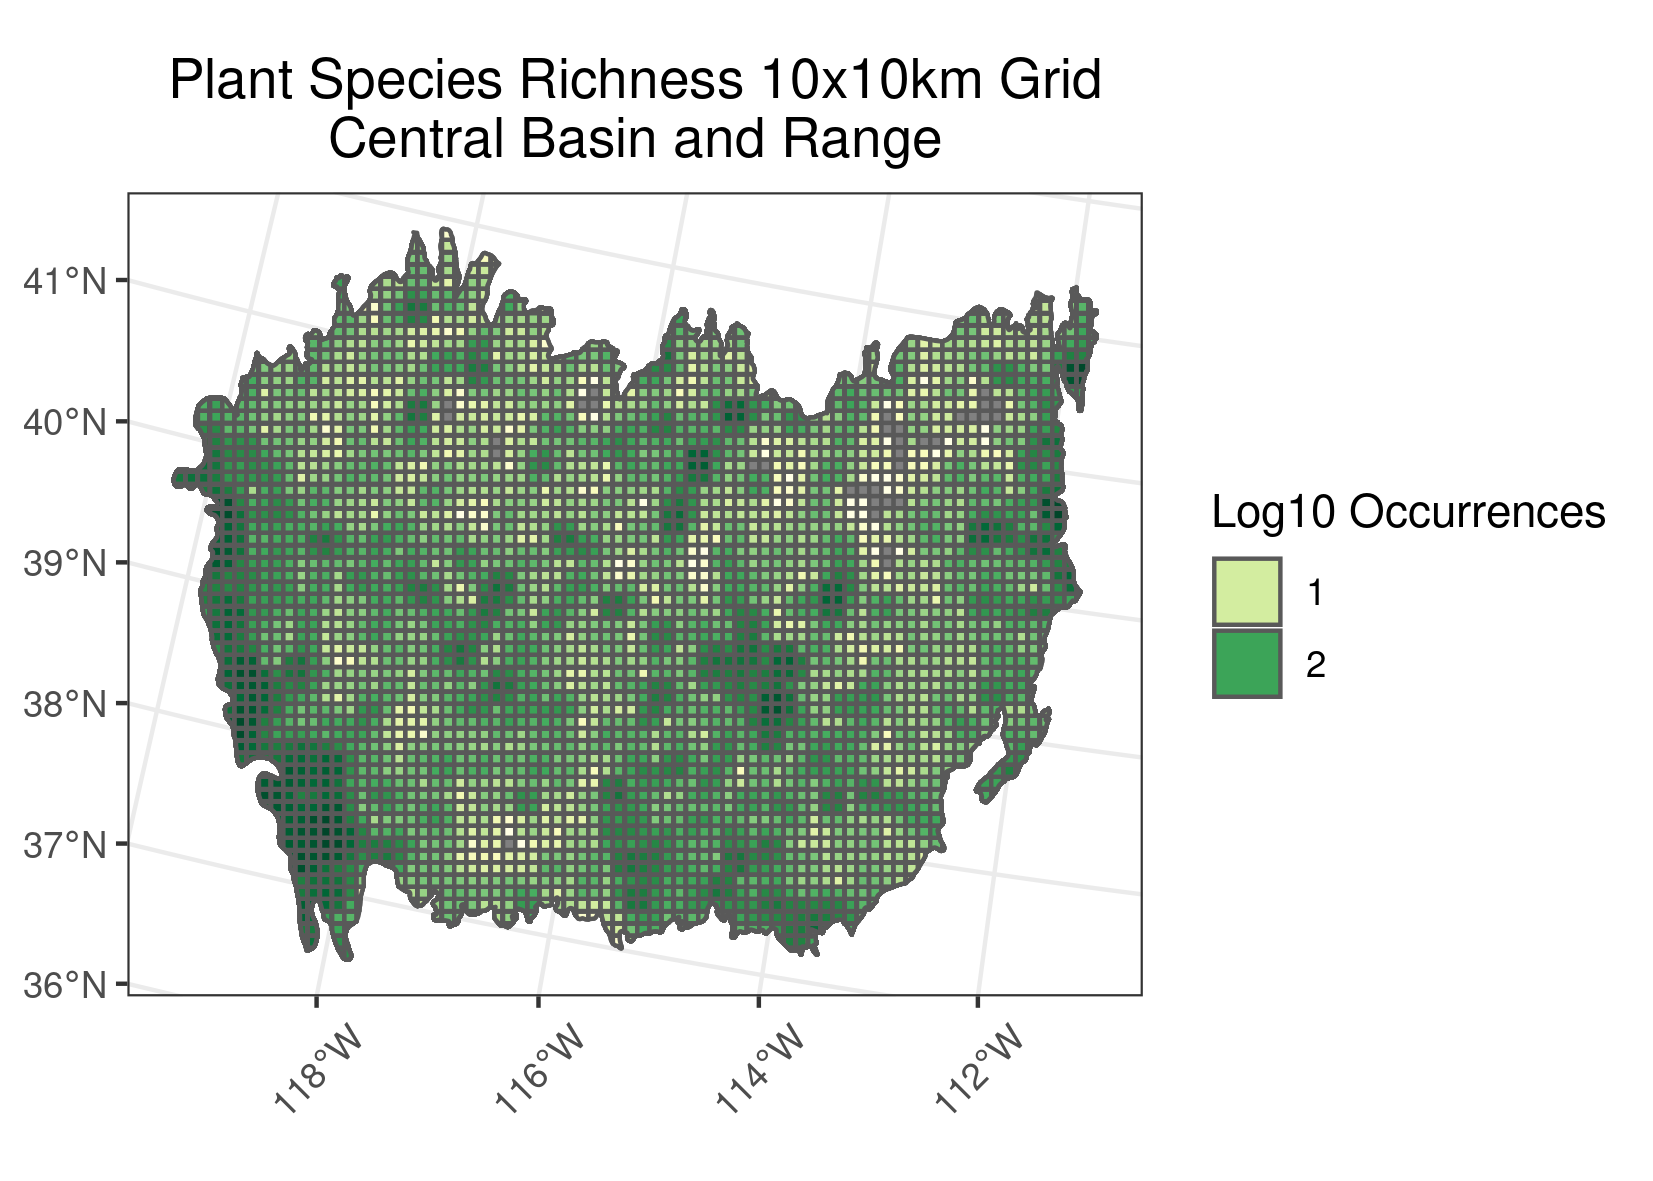 Plant Species Richness 10x10km Grid
Central Basin and Range
41°N
40°N
39°N
38°N
37°N
36°N
118°W
116°W
114°W
112°W
Log10 Occurrences
1
2